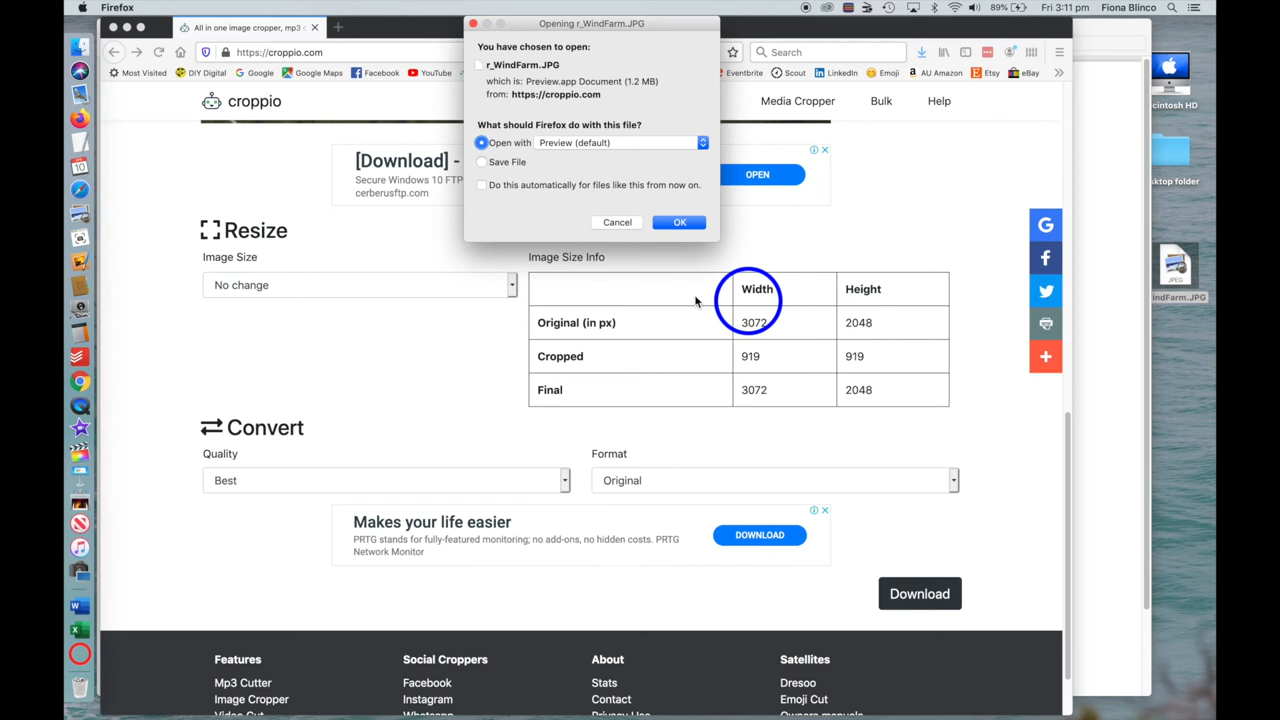 Firefox
89%
Fri 3:11 pm Fiona Blinco
All in one image cropper, mp3 c
https://croppio.com
Search
Most Visited
DIY Digital
Google
Google Maps
Facebook
YouTube
Eventbrite
Scout
LinkedIn
Emoji
AU Amazon
Etsy
eBay
croppio
Media Cropper
Bulk
Help
Opening r_WindFarm.JPG
You have chosen to open:
r_WindFarm.JPG
which is: Preview.app Document (1.2 MB)
from: https://croppio.com
What should Firefox do with this file?
Open with
Preview (default)
Save File
Do this automatically for files like this from now on.
Cancel
OK
[Download] -
Secure Windows 10 FTP
cerberusftp.com
OPEN
Resize
Image Size
No change
Image Size Info
Width Height
Original (in px) 3072 2048
Cropped 919 919
Final 3072 2048
Convert
Quality
Best
Format
Original
Makes your life easier
PRTG stands for fully-featured monitoring; no add-ons, no hidden costs. PRTG
Network Monitor
DOWNLOAD
Download
Features
Mp3 Cutter
Image Cropper
Social Croppers
Facebook
Instagram
Whatsapp
About
Stats
Contact
Satellites
Dresoo
Emoji Cut
Owners manuals
acintosh HD
sktop folder
JPEG
indFarm.JPG